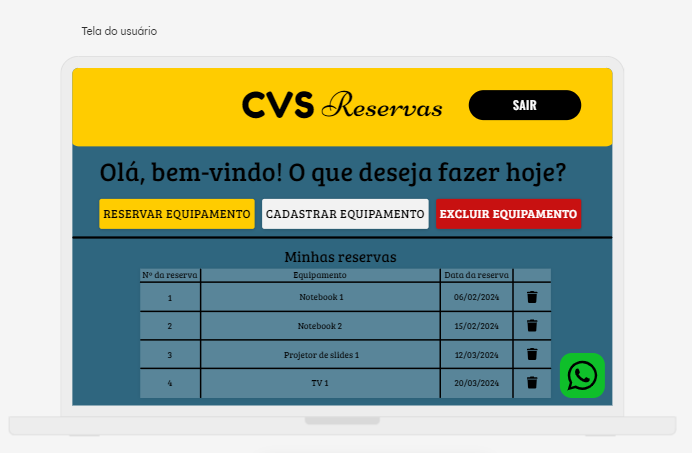 Tela do usuário
CVS Reservas
SAIR
Olá, bem-vindo! O que deseja fazer hoje?
RESERVAR EQUIPAMENTO CADASTRAR EQUIPAMENTO EXCLUIR EQUIPAMENTO
Minhas reservas
Nº da reserva Equipamento Data da reserva
1 Notebook 1 06/02/2024
2 Notebook 2 15/02/2024
3 Projetor de slides 1 12/03/2024
4 TV 1 20/03/2024